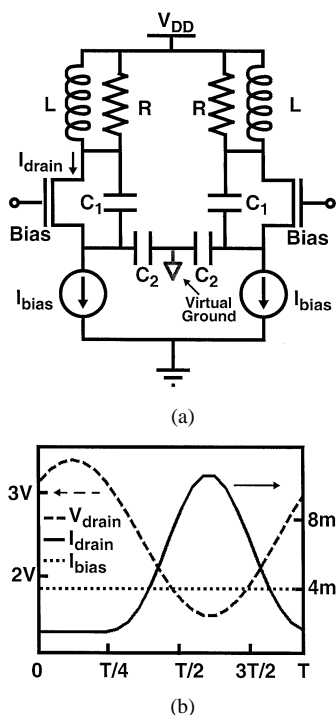 V_DD
L R R L
I_drain
C_1 C_1
Bias Bias
C_2 C_2
I_bias Virtual Ground I_bias
(a)
3V
V_drain
8m
I_drain
I_bias
2V
4m
0 T/4 T/2 3T/2 T
(b)